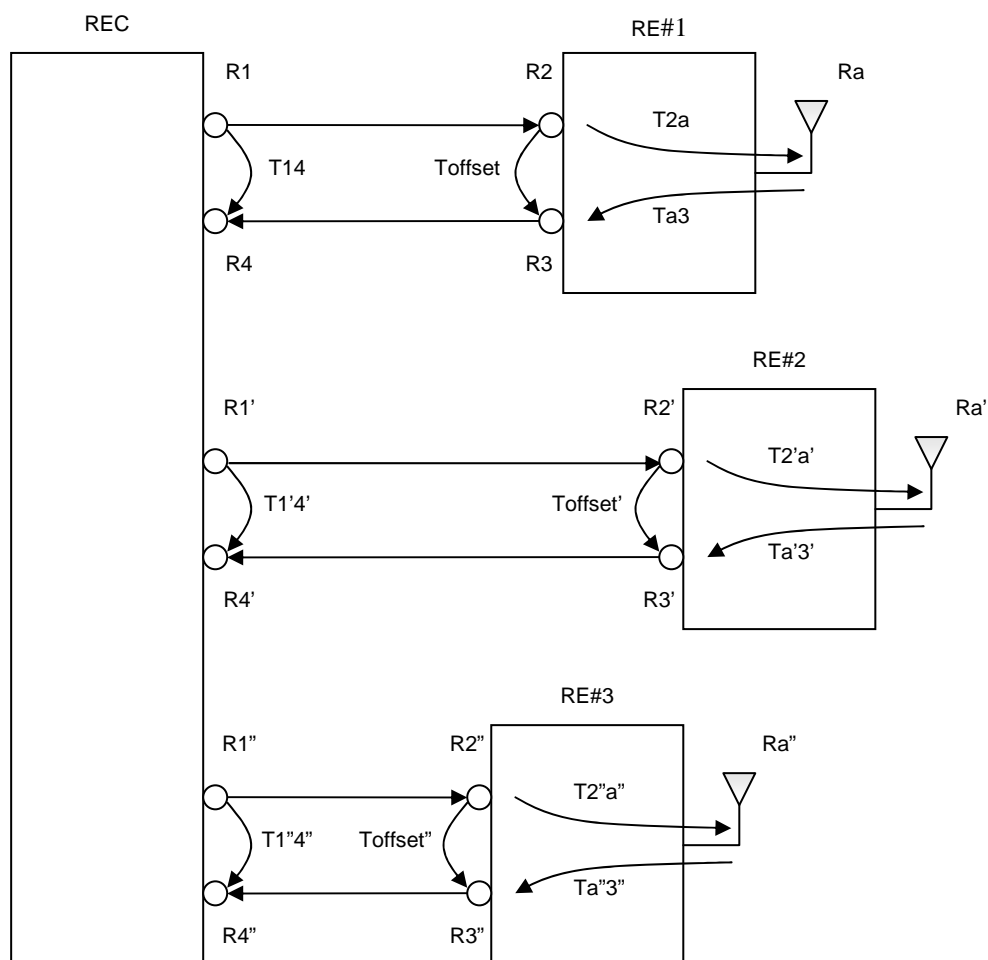 REC
RE#1
R1
R2
Ra
T2a
T14
Toffset
Ta3
R4
R3
RE#2
R1’
R2’
Ra’
T2'a'
T1'4'
Toffset’
Ta'3'
R4’
R3’
RE#3
R1”
R2”
Ra”
T2”a”
T1”4”
Toffset”
Ta”3”
R4”
R3”